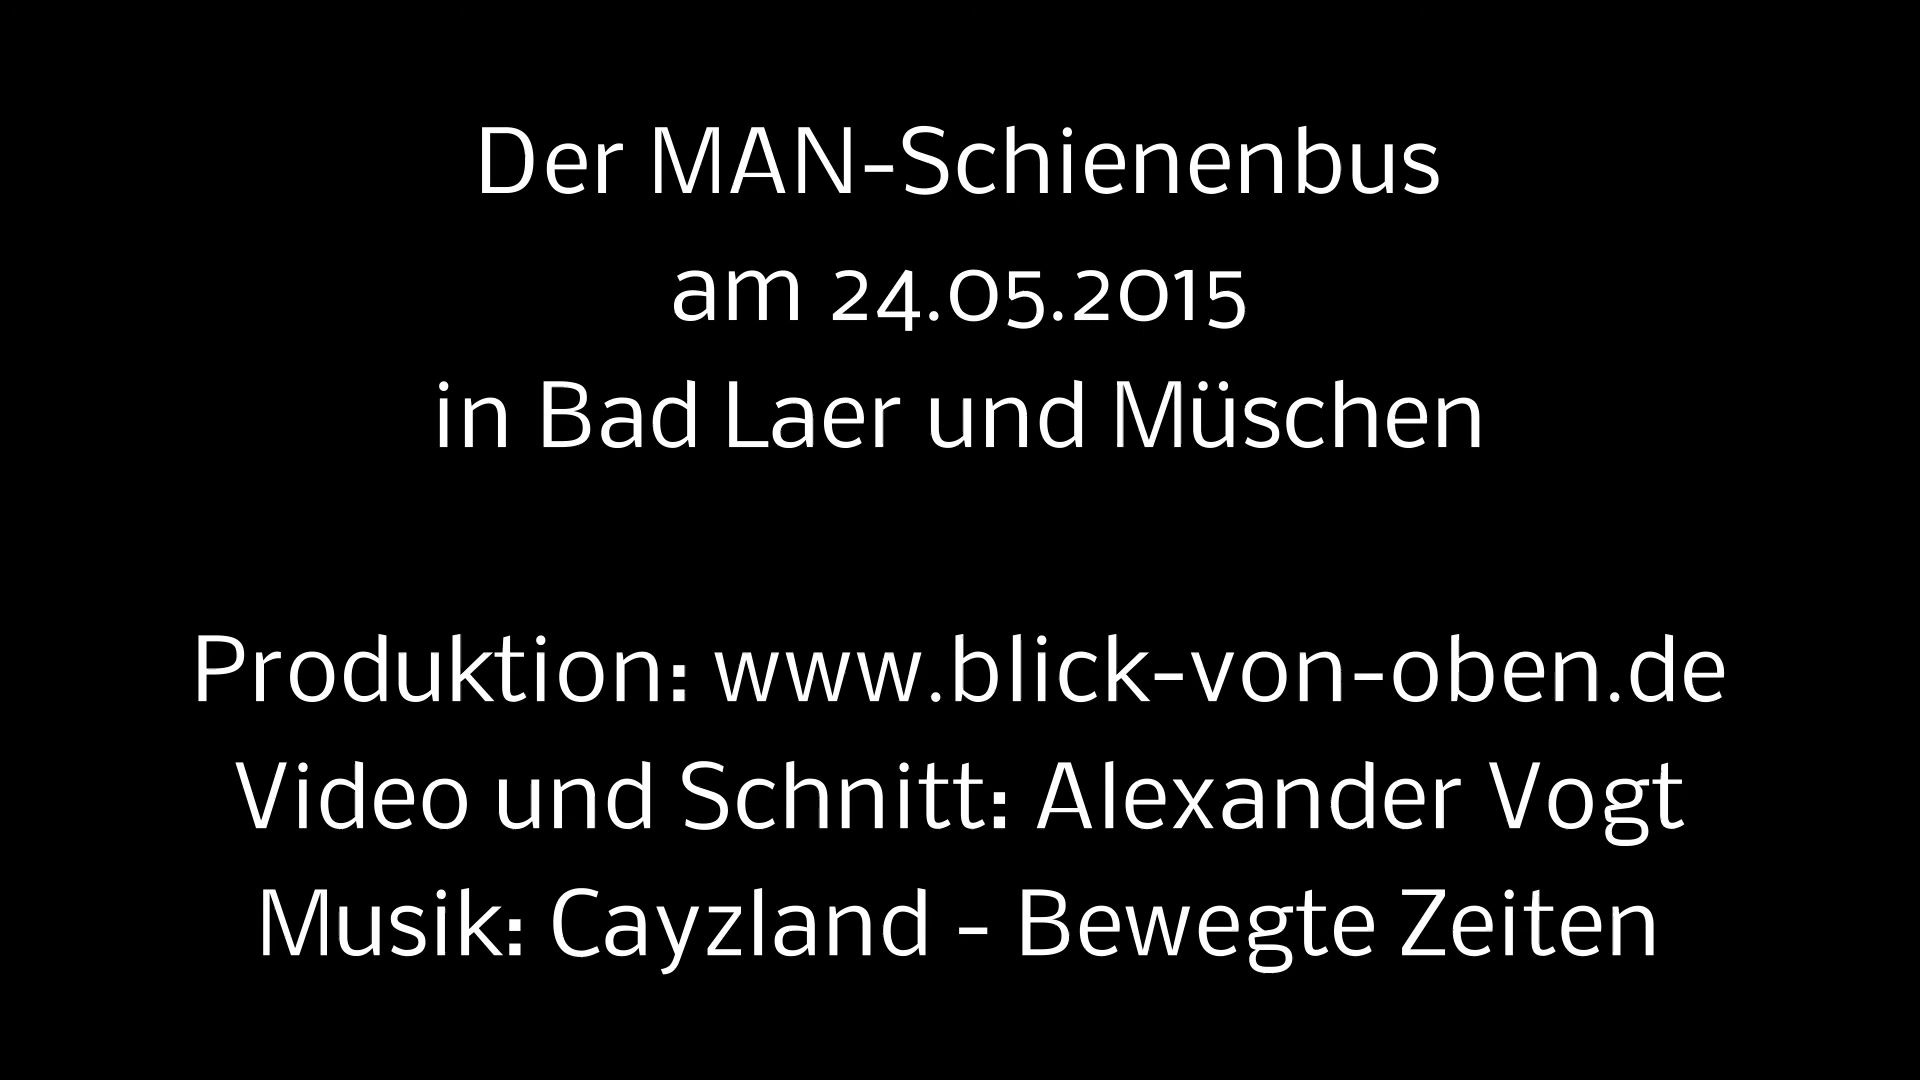 Der MAN-Schienenbus
am 24.05.2015
in Bad Laer und Müschen
Produktion: www.blick-von-oben.de
Video und Schnitt: Alexander Vogt
Musik: Cayzland - Bewegte Zeiten